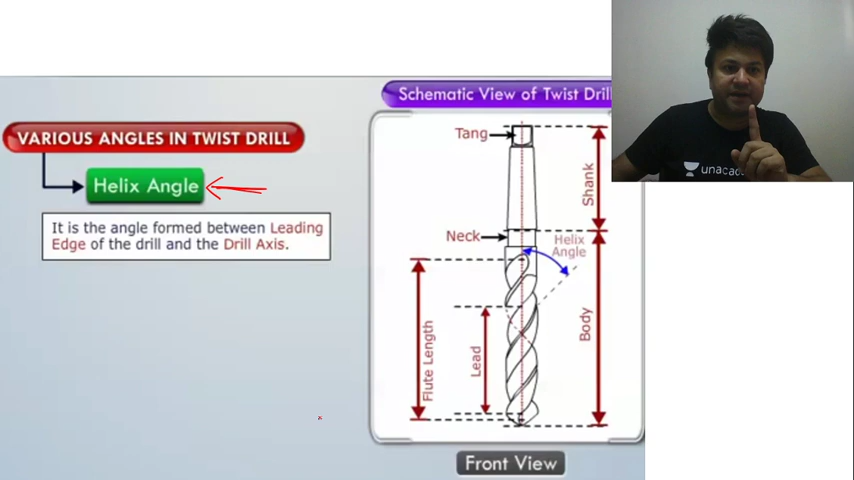 Schematic View of Twist Drill
VARIOUS ANGLES IN TWIST DRILL
Helix Angle
It is the angle formed between Leading
Edge of the drill and the Drill Axis.
Tang
Shank
Neck
Helix
Angle
Body
Flute Length
Lead
Front View